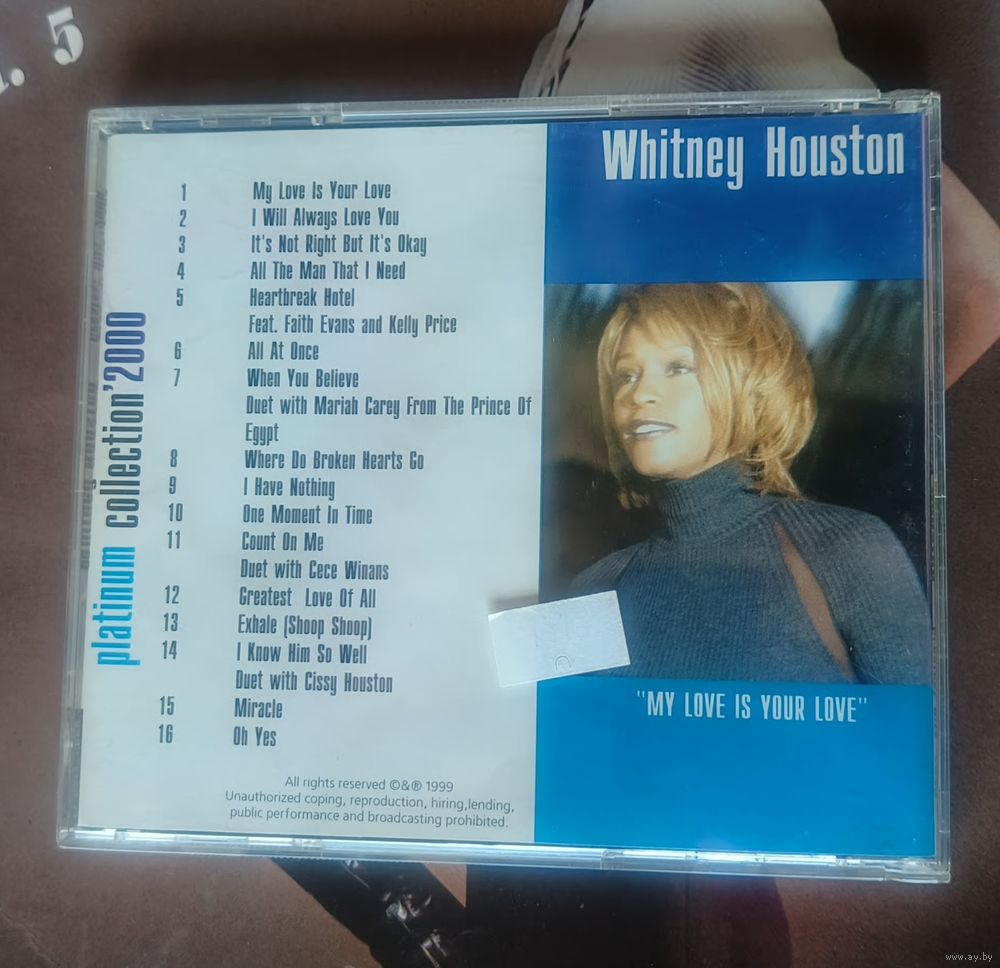 . 5
Whitney Houston
1 My Love Is Your Love
2 I Will Always Love You
3 It's Not Right But It's Okay
4 All The Man That I Need
5 Heartbreak Hotel
Feat. Faith Evans and Kelly Price
6 All At Once
7 When You Believe
Duet with Mariah Carey From The Prince Of
Egypt
8 Where Do Broken Hearts Go
9 I Have Nothing
10 One Moment In Time
11 Count On Me
Duet with Cece Winans
12 Greatest Love Of All
13 Exhale (Shoop Shoop)
14 I Know Him So Well
Duet with Cissy Houston
15 Miracle
16 Oh Yes
platinum collection'2000
"MY LOVE IS YOUR LOVE"
All rights reserved ©&® 1999
Unauthorized coping, reproduction, hiring,lending,
public performance and broadcasting prohibited.
www.ay.by